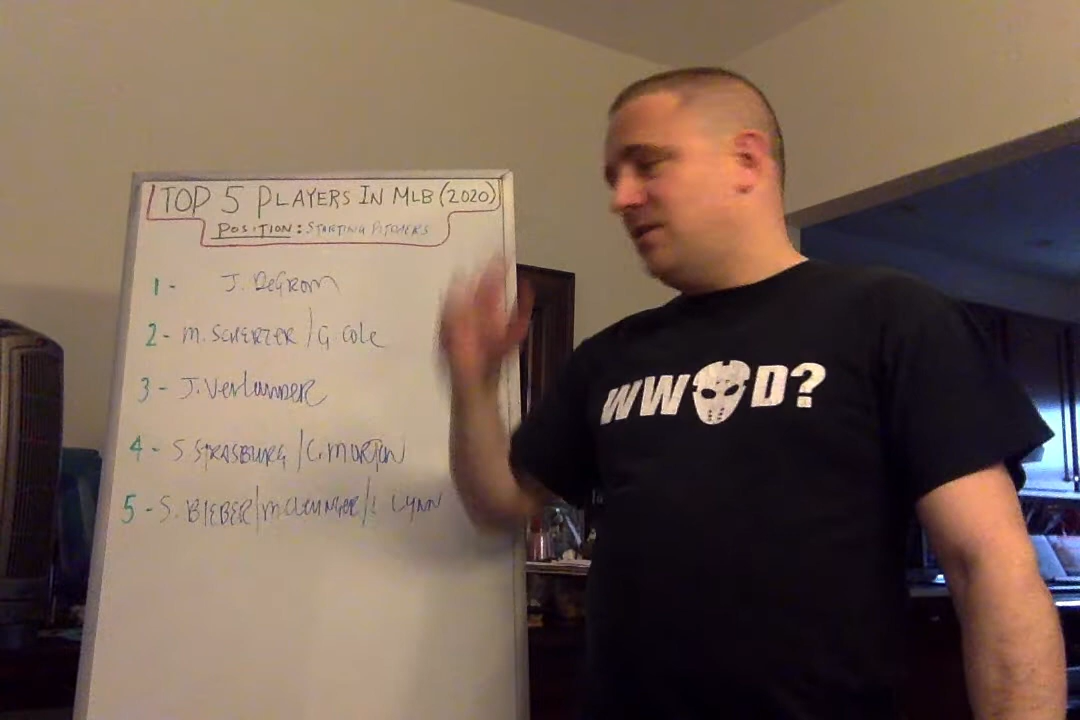 TOP 5 PLAYERS IN MLB (2020)
POSITION: STARTING PITCHERS
1- J. DeGrom
2- M. SCHERZER / G Cole
3- J. Verlander
4- S STRASBURG / C. MORTON
5- S. BIEBER / M CLEVINGER / L LYNN
WW D?